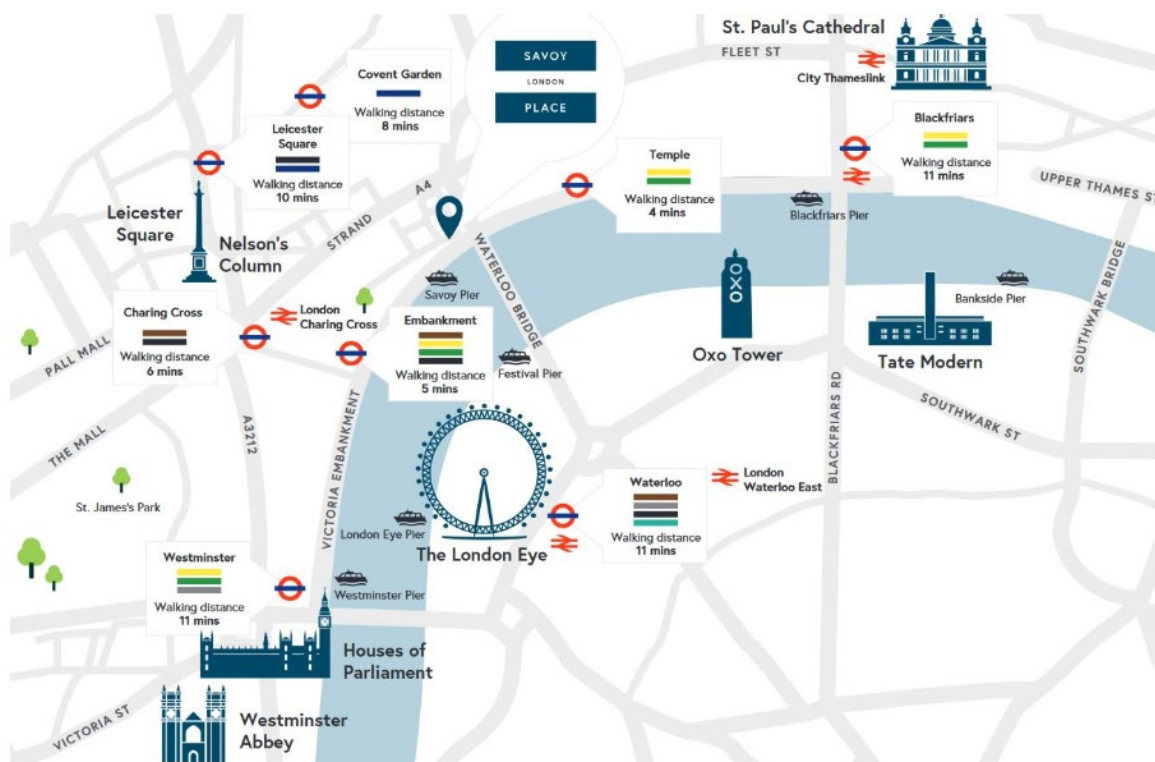 St. Paul's Cathedral
FLEET ST
City Thameslink
SAVOY
LONDON
PLACE
Covent Garden
Walking distance
8 mins
Leicester
Square
Walking distance
10 mins
Blackfriars
Walking distance
11 mins
Temple
Walking distance
4 mins
A4
STRAND
UPPER THAMES ST
Leicester
Square
Nelson's
Column
Blackfriars Pier
WATERLOO BRIDGE
Savoy Pier
SOUTHWARK BRIDGE
Bankside Pier
Charing Cross
Walking distance
6 mins
London
Charing Cross
Embankment
Walking distance
5 mins
Festival Pier
Oxo Tower
OXO
Tate Modern
PALL MALL
THE MALL
A3212
VICTORIA EMBANKMENT
BLACKFRIARS RD
SOUTHWARK ST
St. James's Park
Waterloo
Walking distance
11 mins
London
Waterloo East
London Eye Pier
The London Eye
Westminster
Walking distance
11 mins
Westminster Pier
Houses of
Parliament
VICTORIA ST
Westminster
Abbey